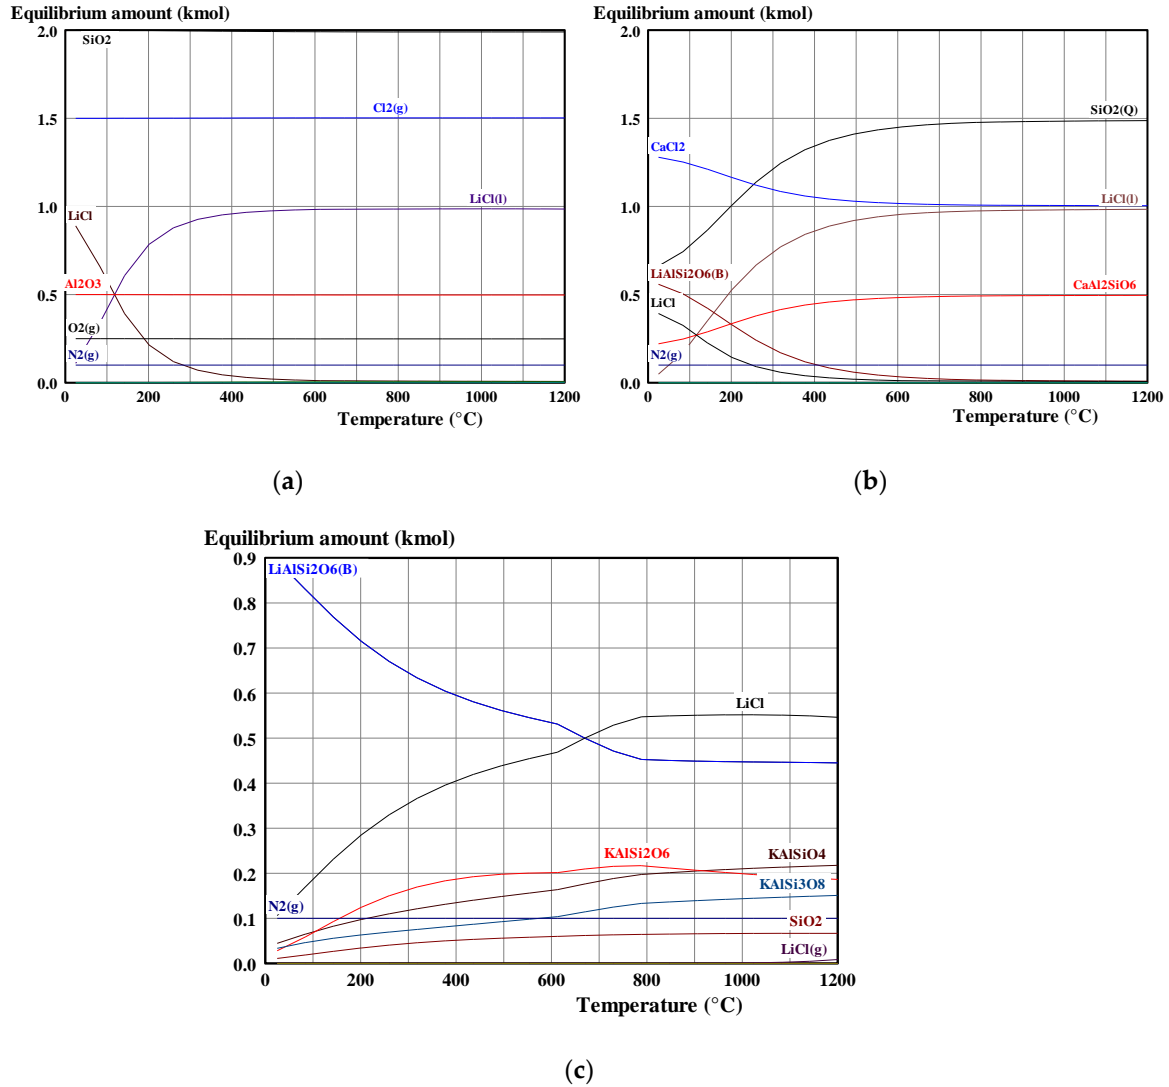 Equilibrium amount (kmol)
2.0
SiO2
Cl2(g)
1.5
LiCl(l)
1.0
LiCl
Al2O3
0.5
O2(g)
N2(g)
0.0
0 200 400 600 800 1000 1200
Temperature (°C)
(a)
Equilibrium amount (kmol)
2.0
SiO2(Q)
1.5
CaCl2
LiCl(l)
1.0
LiAlSi2O6(B)
CaAl2SiO6
0.5
LiCl
N2(g)
0.0
0 200 400 600 800 1000 1200
Temperature (°C)
(b)
Equilibrium amount (kmol)
0.9
LiAlSi2O6(B)
0.8
0.7
0.6
LiCl
0.5
0.4
0.3
KAlSi2O6
KAlSiO4
0.2
KAlSi3O8
N2(g)
0.1
SiO2
LiCl(g)
0.0
0 200 400 600 800 1000 1200
Temperature (°C)
(c)